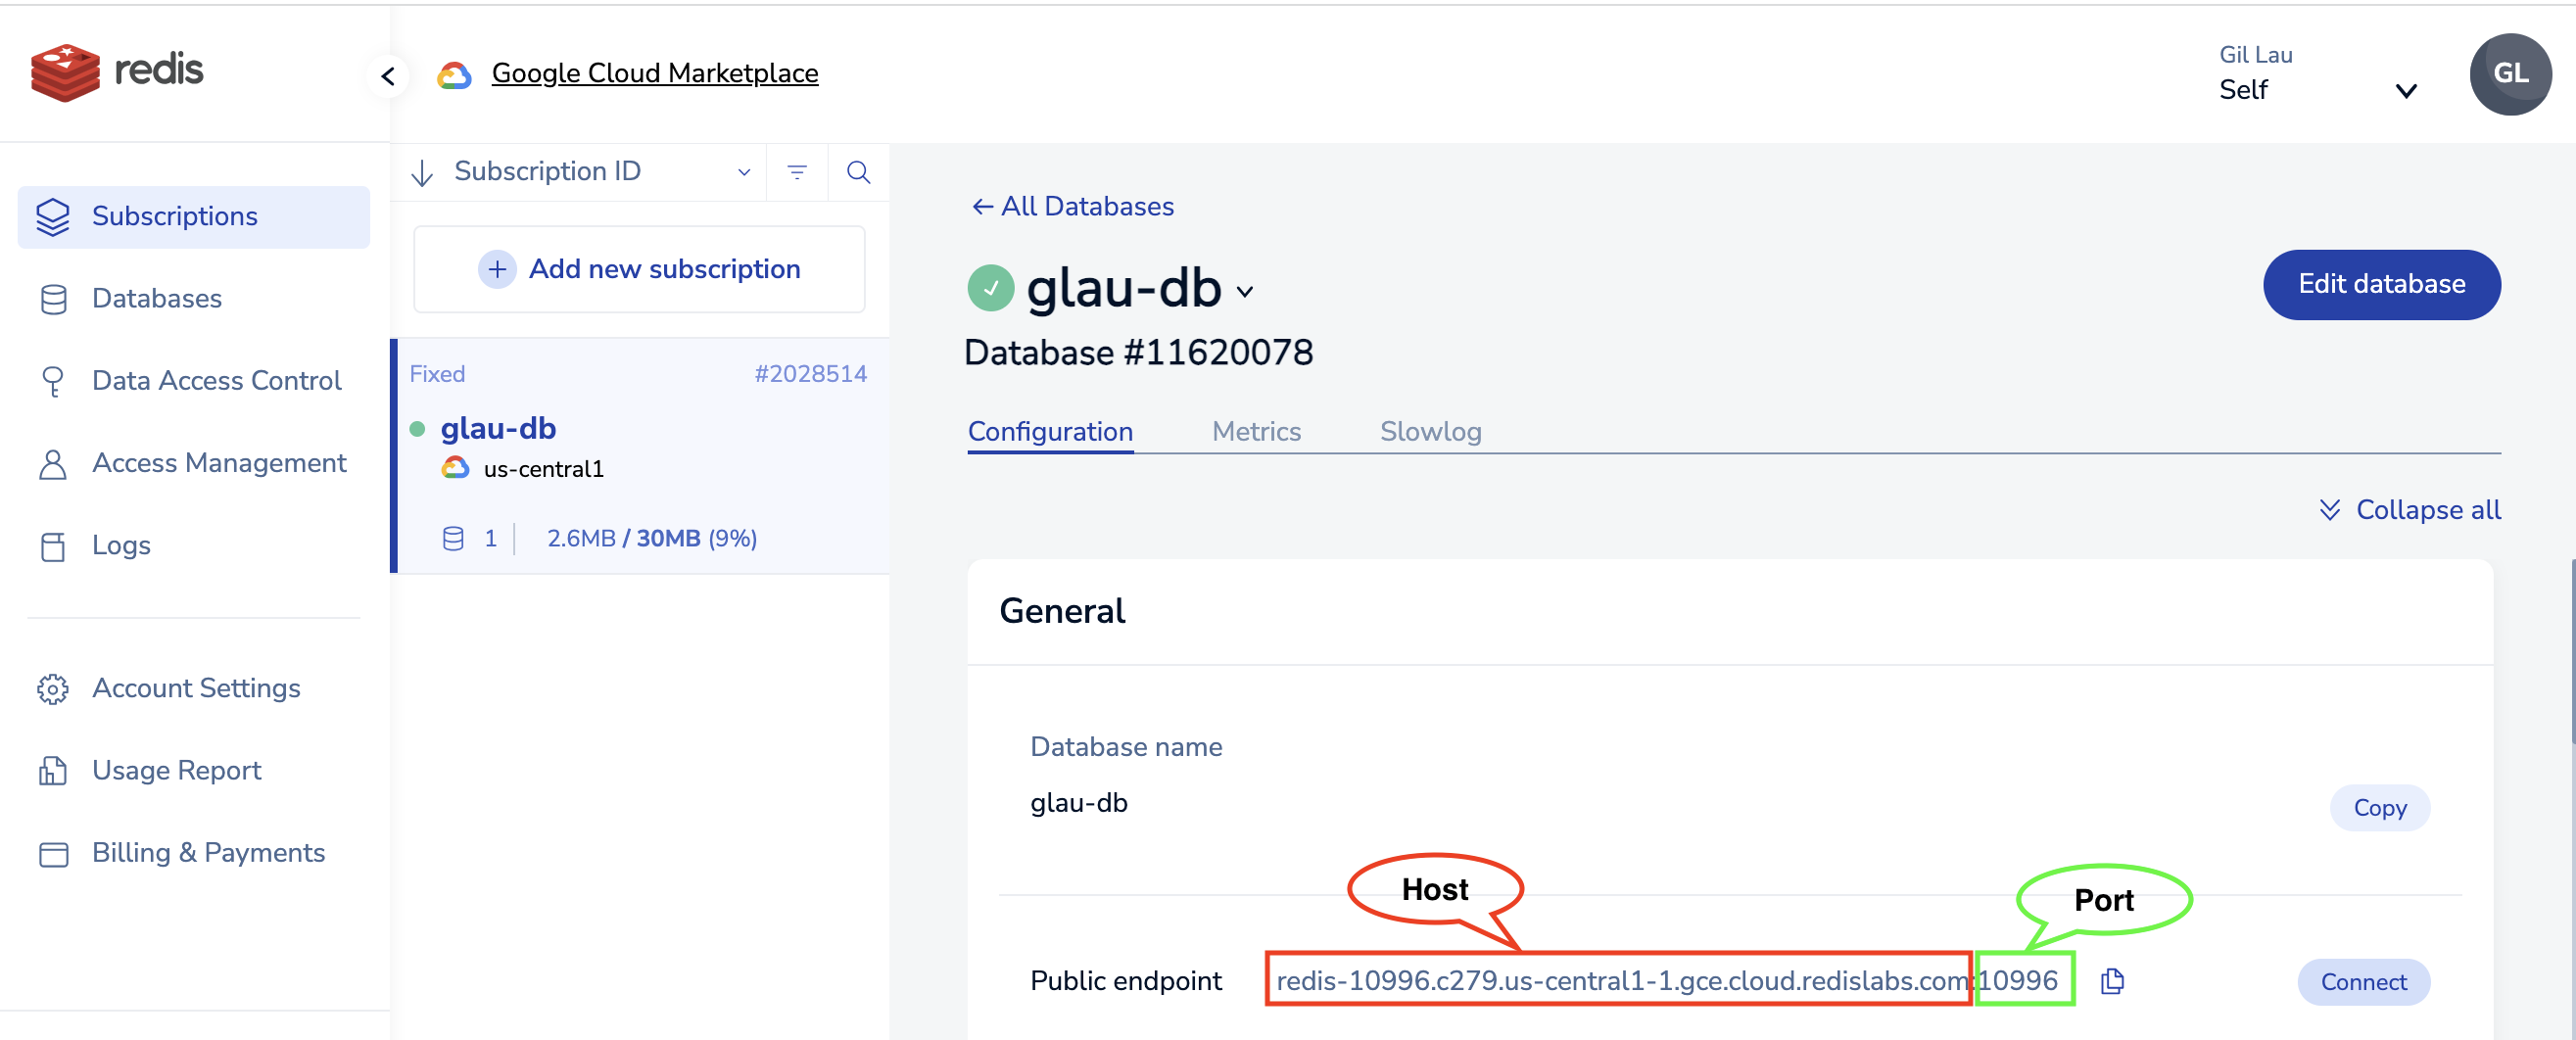 redis
Google Cloud Marketplace
Gil Lau
Self
GL
Subscriptions
Databases
Data Access Control
Access Management
Logs
Account Settings
Usage Report
Billing & Payments
Subscription ID
Add new subscription
Fixed #2028514
glau-db
us-central1
1 2.6MB / 30MB (9%)
All Databases
glau-db
Edit database
Database #11620078
Configuration Metrics Slowlog
Collapse all
General
Database name
glau-db
Copy
Host
Port
Public endpoint redis-10996.c279.us-central1-1.gce.cloud.redislabs.com:10996
Connect